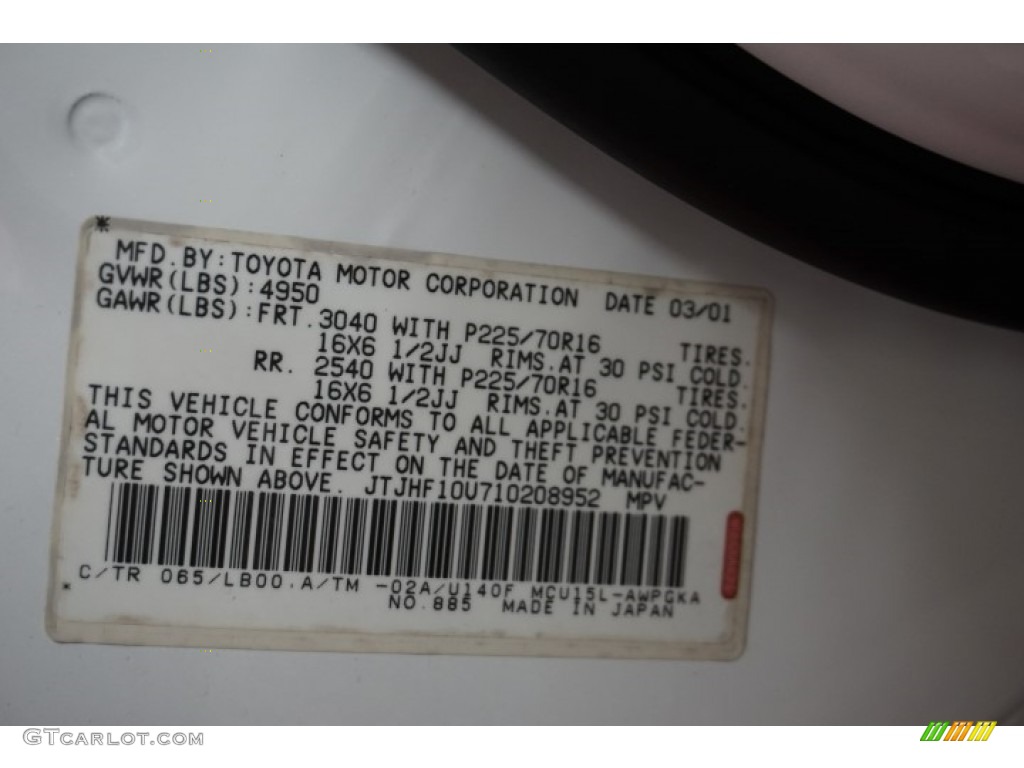 *
MFD.BY:TOYOTA MOTOR CORPORATION DATE 03/01
GVWR(LBS):4950
GAWR(LBS):FRT.3040 WITH P225/70R16 TIRES.
16X6 1/2JJ RIMS.AT 30 PSI COLD.
RR. 2540 WITH P225/70R16 TIRES.
16X6 1/2JJ RIMS.AT 30 PSI COLD.
THIS VEHICLE CONFORMS TO ALL APPLICABLE FEDER-
AL MOTOR VEHICLE SAFETY AND THEFT PREVENTION
STANDARDS IN EFFECT ON THE DATE OF MANUFAC-
TURE SHOWN ABOVE. JTJHF10U710208952 MPV
C/TR 065/LB00.A/TM -02A/U140F MCU15L-AWPGKA
* NO.885 MADE IN JAPAN
GTCARLOT.COM